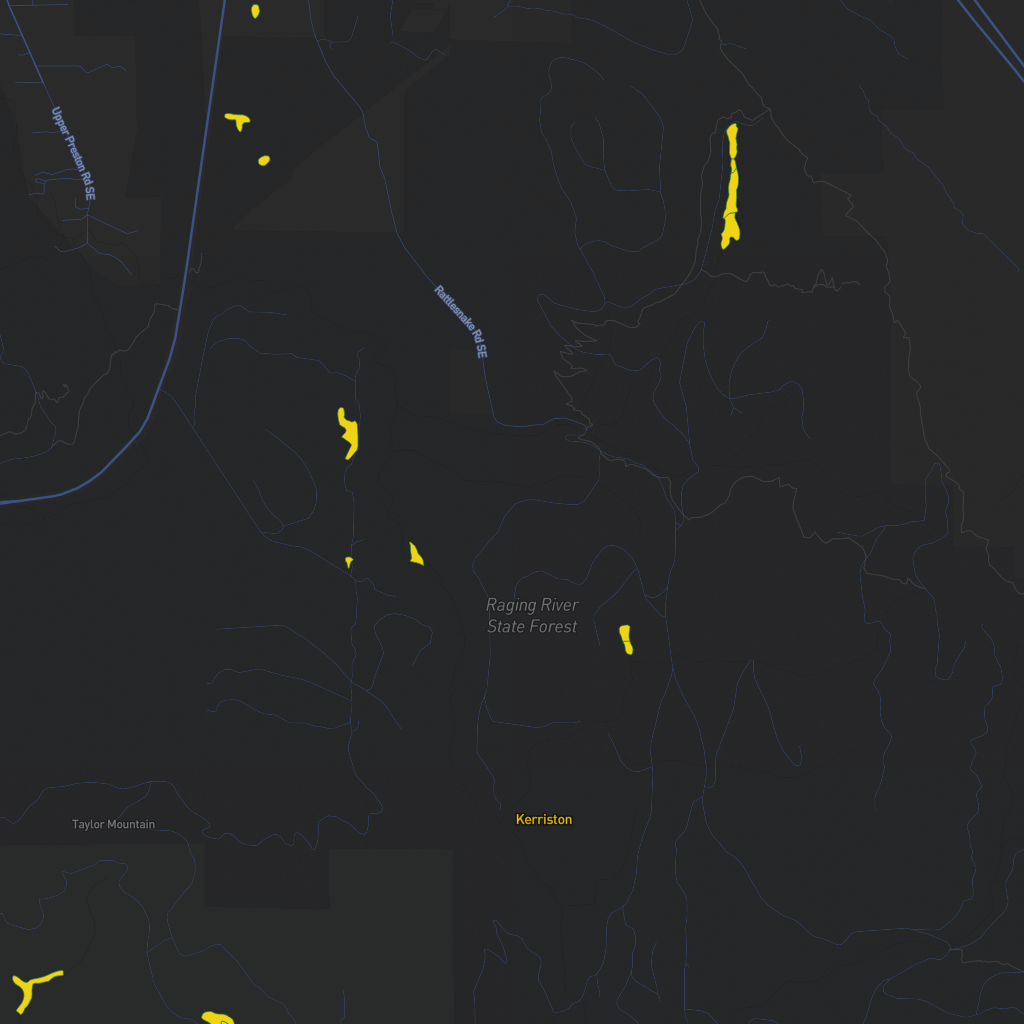 Upper Preston Rd SE
Rattlesnake Rd SE
Raging River
State Forest
Kerriston
Taylor Mountain